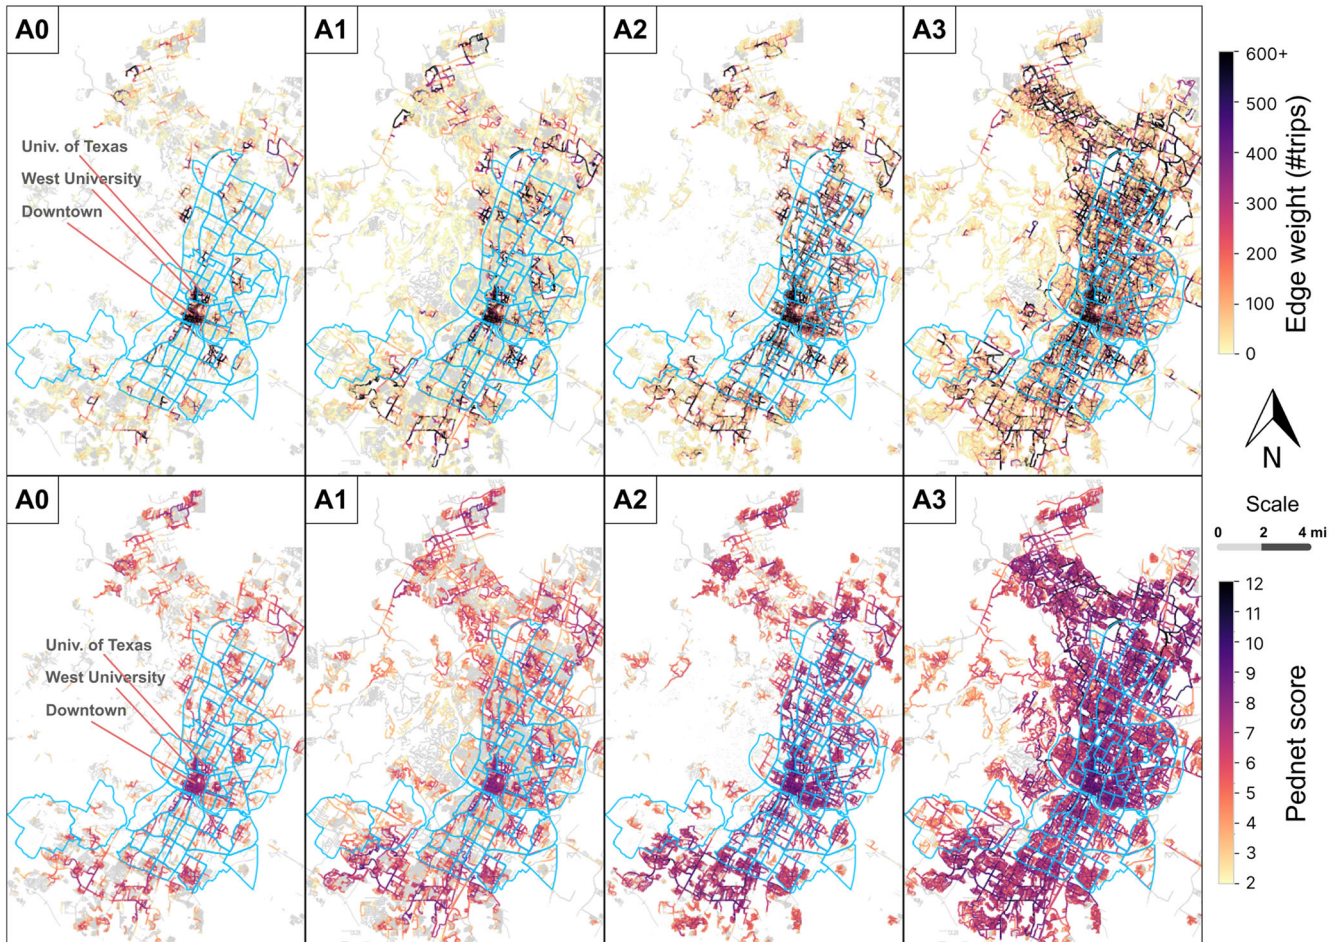 A0
A1
A2
A3
Univ. of Texas
West University
Downtown
600+
500
400
300
200
100
0
Edge weight (#trips)
N
Scale
0 2 4 mi
A0
A1
A2
A3
Univ. of Texas
West University
Downtown
12
11
10
9
8
7
6
5
4
3
2
Pednet score